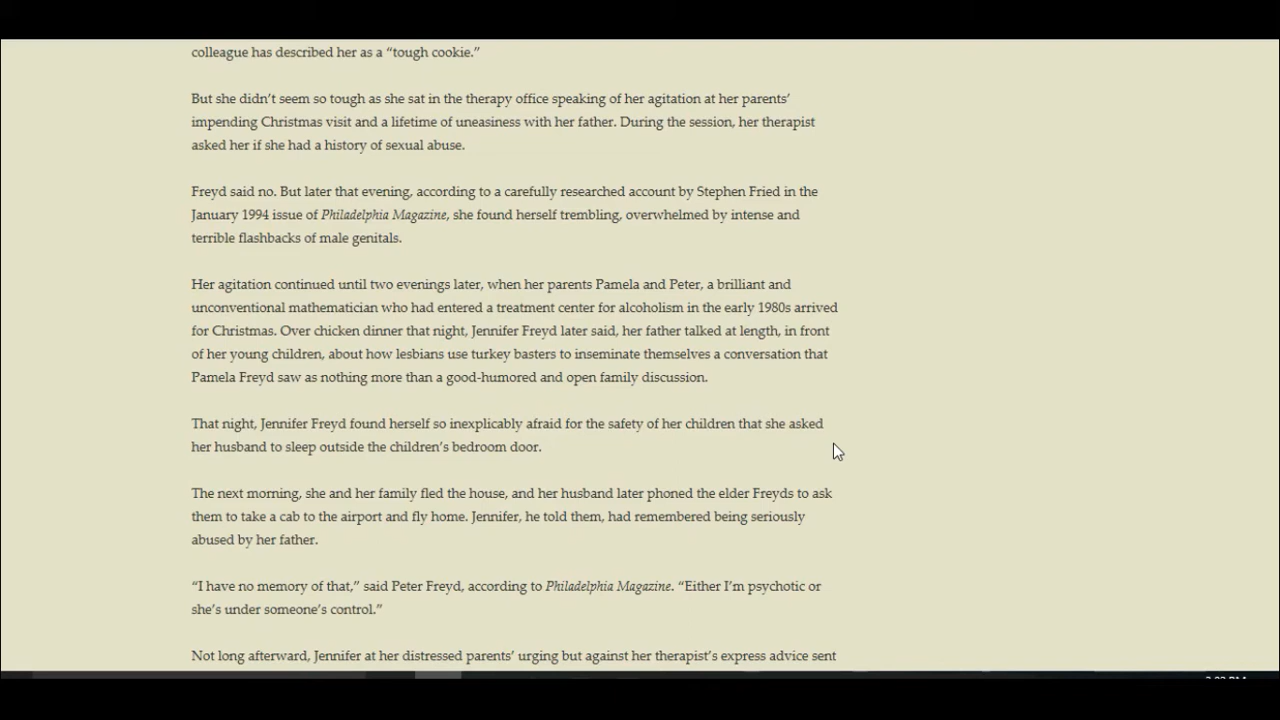 colleague has described her as a “tough cookie.”
But she didn’t seem so tough as she sat in the therapy office speaking of her agitation at her parents’
impending Christmas visit and a lifetime of uneasiness with her father. During the session, her therapist
asked her if she had a history of sexual abuse.
Freyd said no. But later that evening, according to a carefully researched account by Stephen Fried in the
January 1994 issue of Philadelphia Magazine, she found herself trembling, overwhelmed by intense and
terrible flashbacks of male genitals.
Her agitation continued until two evenings later, when her parents Pamela and Peter, a brilliant and
unconventional mathematician who had entered a treatment center for alcoholism in the early 1980s arrived
for Christmas. Over chicken dinner that night, Jennifer Freyd later said, her father talked at length, in front
of her young children, about how lesbians use turkey basters to inseminate themselves a conversation that
Pamela Freyd saw as nothing more than a good-humored and open family discussion.
That night, Jennifer Freyd found herself so inexplicably afraid for the safety of her children that she asked
her husband to sleep outside the children’s bedroom door.
The next morning, she and her family fled the house, and her husband later phoned the elder Freyds to ask
them to take a cab to the airport and fly home. Jennifer, he told them, had remembered being seriously
abused by her father.
“I have no memory of that,” said Peter Freyd, according to Philadelphia Magazine. “Either I’m psychotic or
she’s under someone’s control.”
Not long afterward, Jennifer at her distressed parents’ urging but against her therapist’s express advice sent